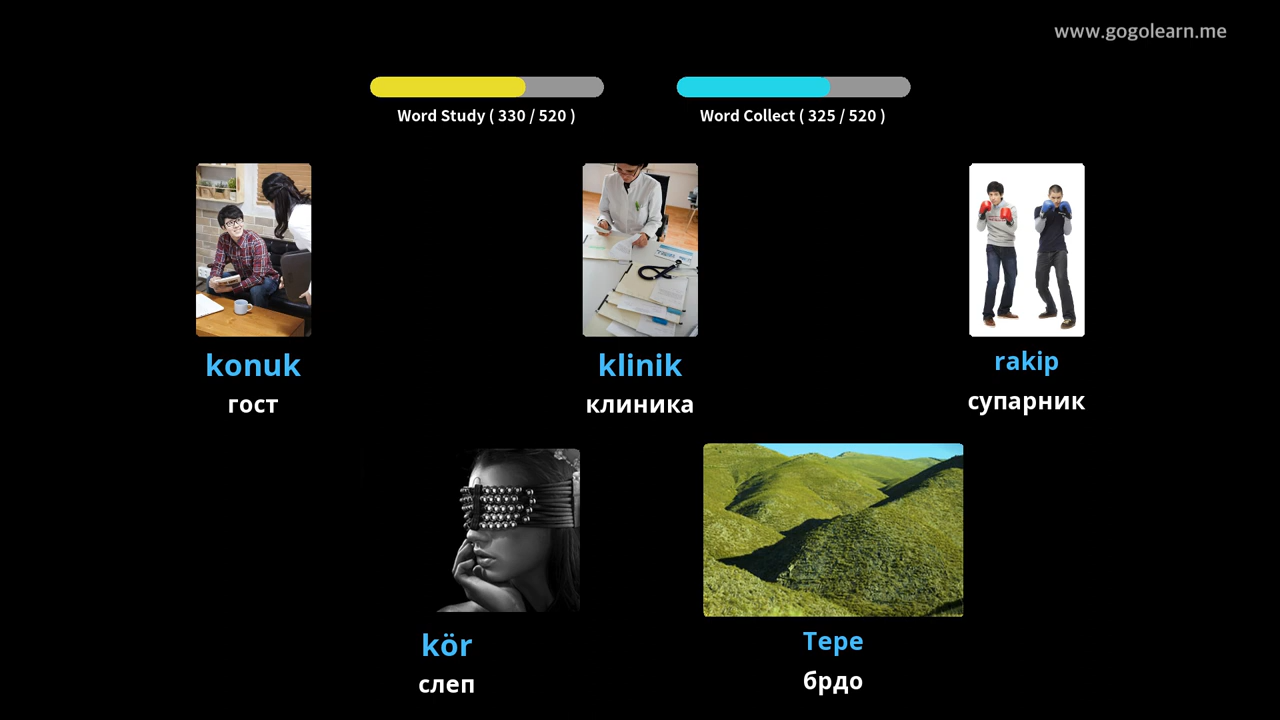 www.gogolearn.me
Word Study ( 330 / 520 )
Word Collect ( 325 / 520 )
konuk
гост
klinik
клиника
rakip
супарник
kör
слеп
Tepe
брдо